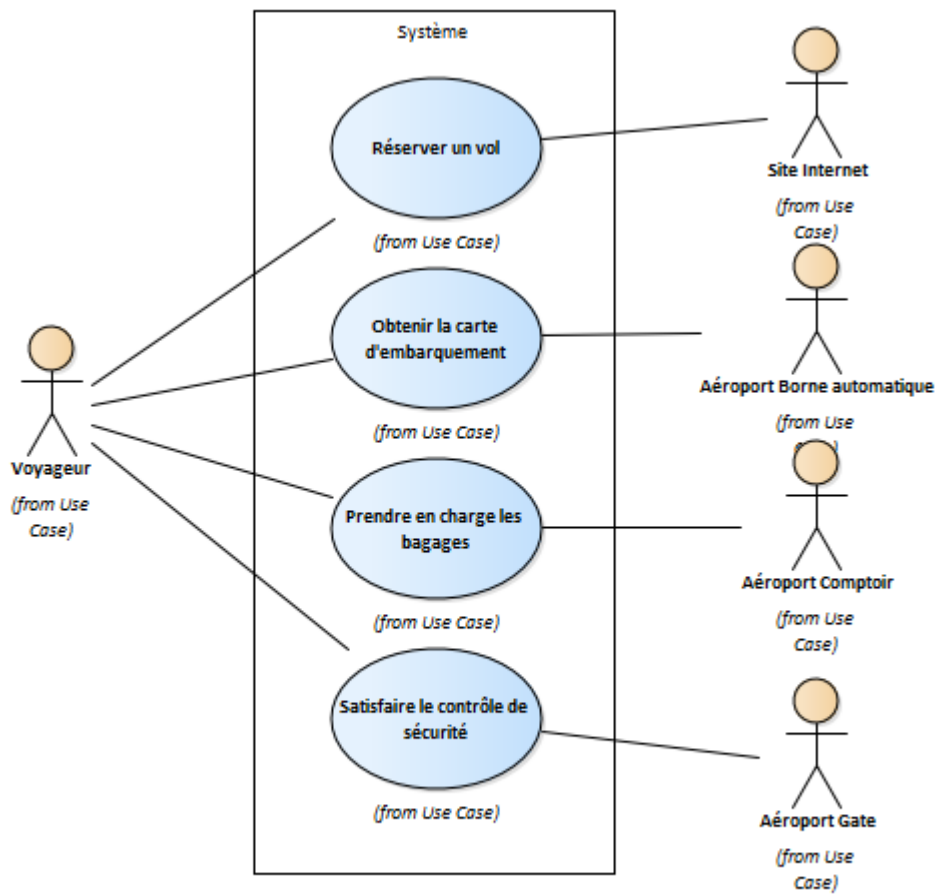 Système
Réserver un vol
(from Use Case)
Site Internet
(from Use
Case)
Obtenir la carte
d'embarquement
(from Use Case)
Aéroport Borne automatique
(from Use
Voyageur
(from Use
Case)
Prendre en charge les
bagages
(from Use Case)
Aéroport Comptoir
(from Use
Case)
Satisfaire le contrôle de
sécurité
(from Use Case)
Aéroport Gate
(from Use
Case)